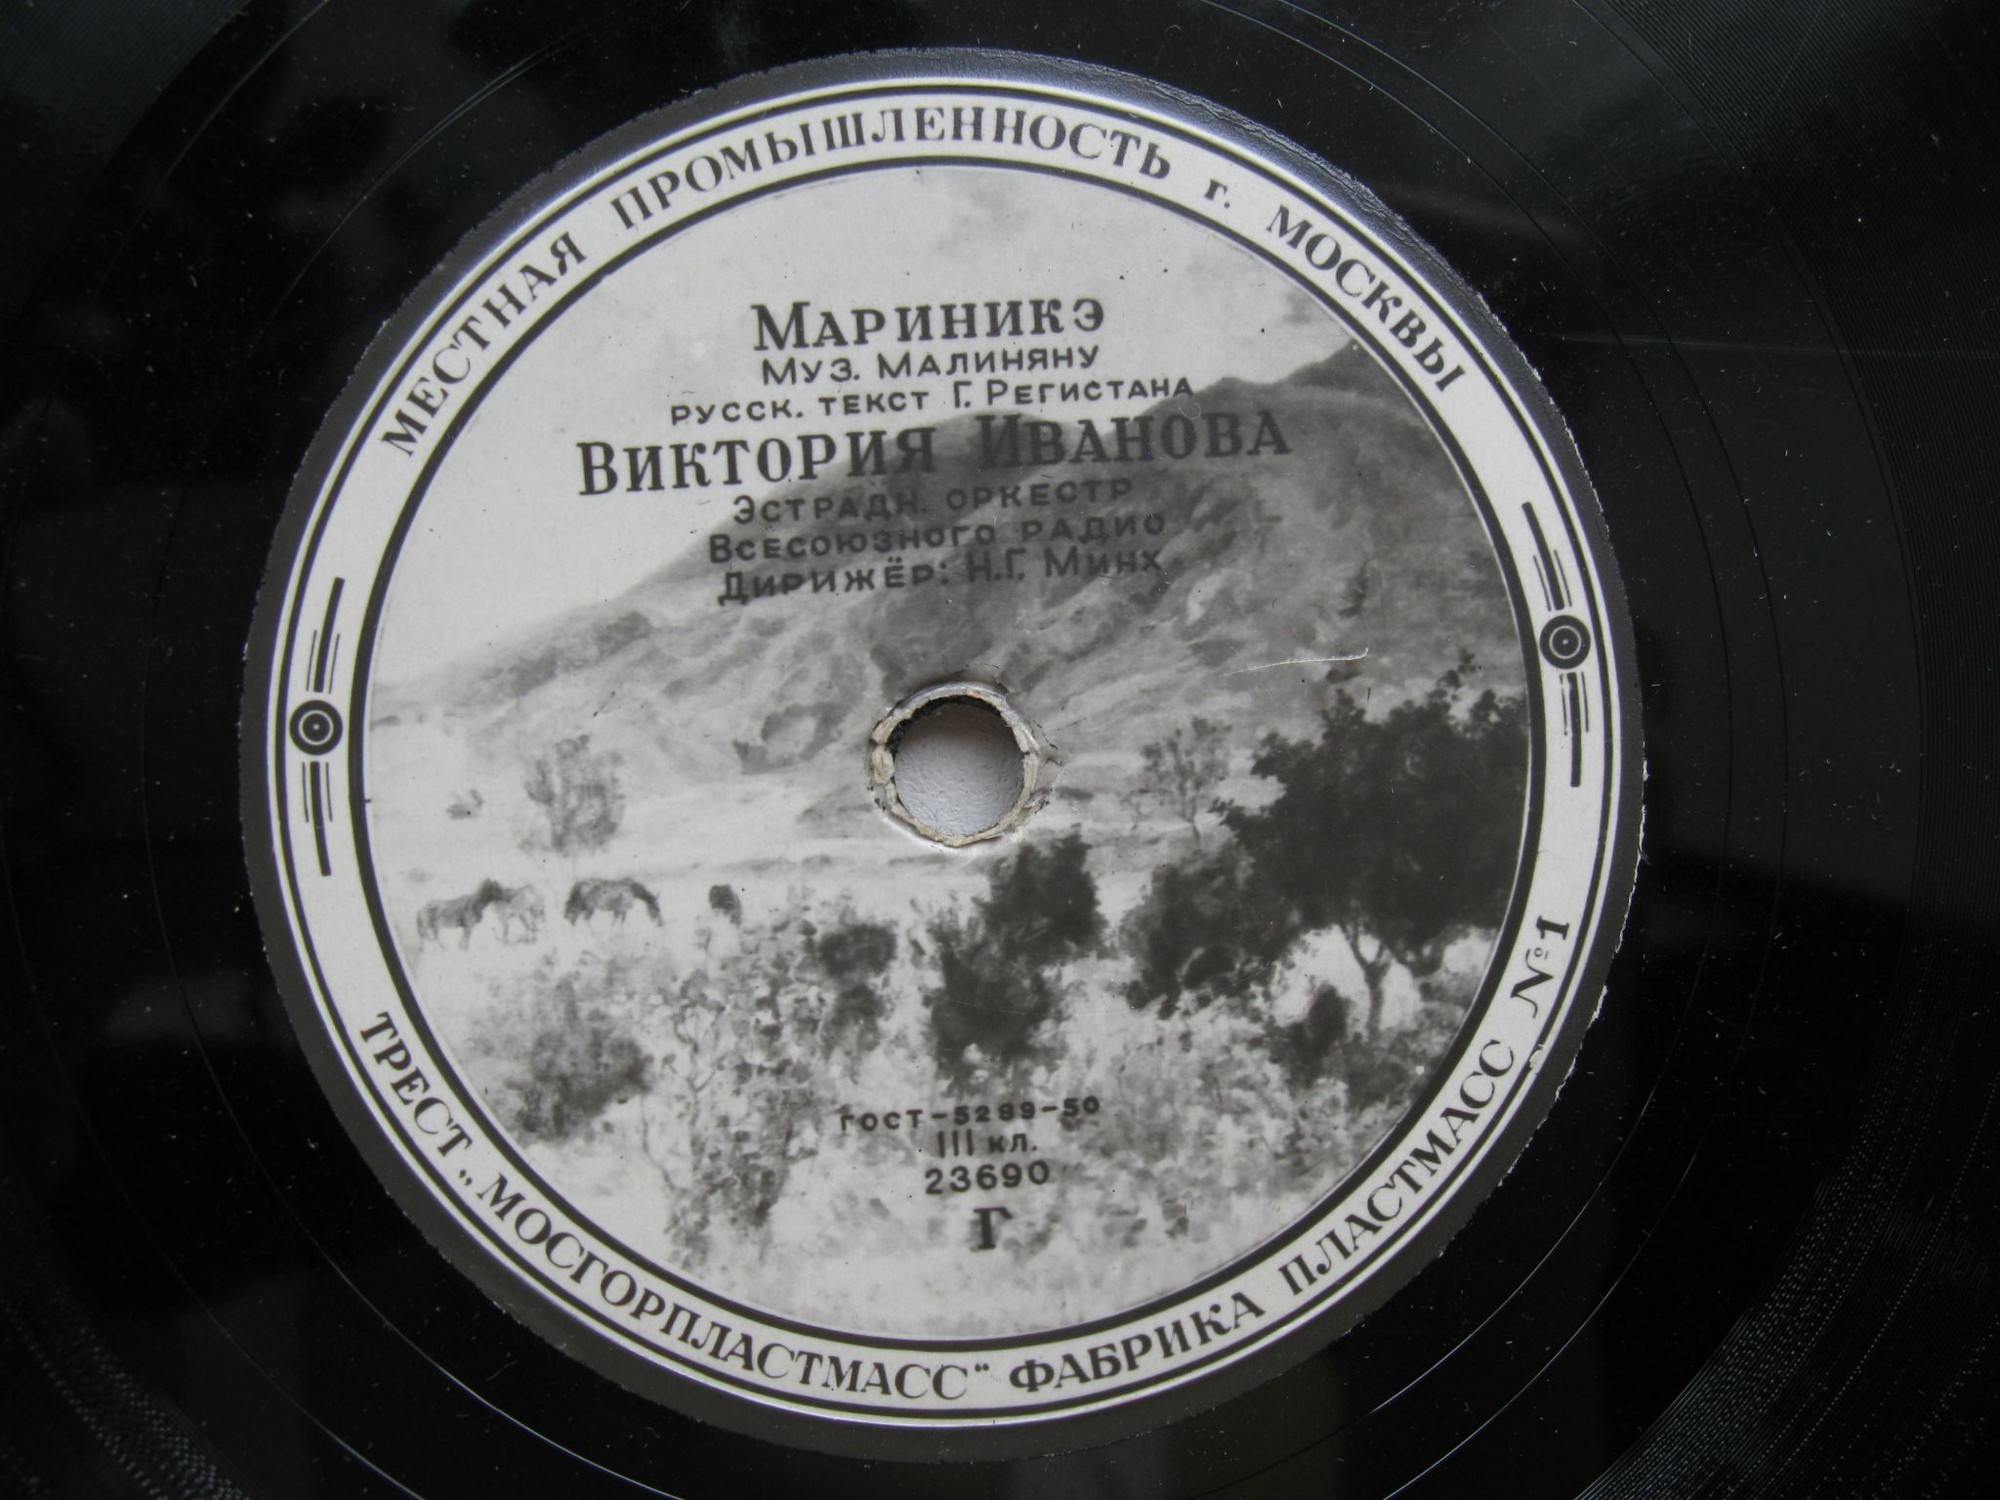 МЕСТНАЯ ПРОМЫШЛЕННОСТЬ г. МОСКВЫ
МАРИНИКЭ
МУЗ. МАЛИНЯНУ
РУССК. ТЕКСТ Г. РЕГИСТАНА
ВИКТОРИЯ ИВАНОВА
ЭСТРАДН. ОРКЕСТР
ВСЕСОЮЗНОГО РАДИО
ДИРИЖЁР: Н.Г. МИНХ
ГОСТ-5289-50
III КЛ.
23690
Г
ТРЕСТ „МОСГОРПЛАСТМАСС“ ФАБРИКА ПЛАСТМАСС №1